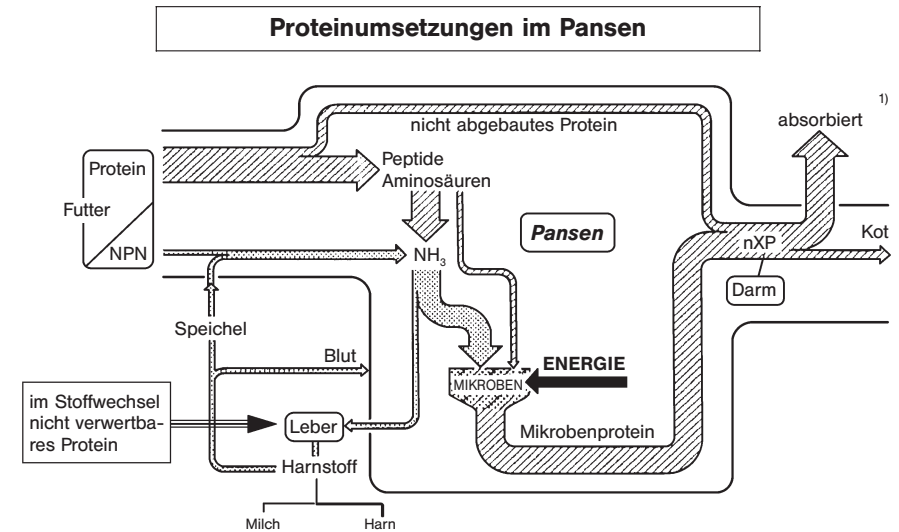 Proteinumsetzungen im Pansen
1)
absorbiert
nicht abgebautes Protein
Peptide
Aminosäuren
Protein
Futter
NPN
Pansen
Kot
nXP
NH3
Darm
Speichel
Blut
ENERGIE
MIKROBEN
im Stoffwechsel
nicht verwertba-
res Protein
Leber
Mikrobenprotein
Harnstoff
Milch
Harn